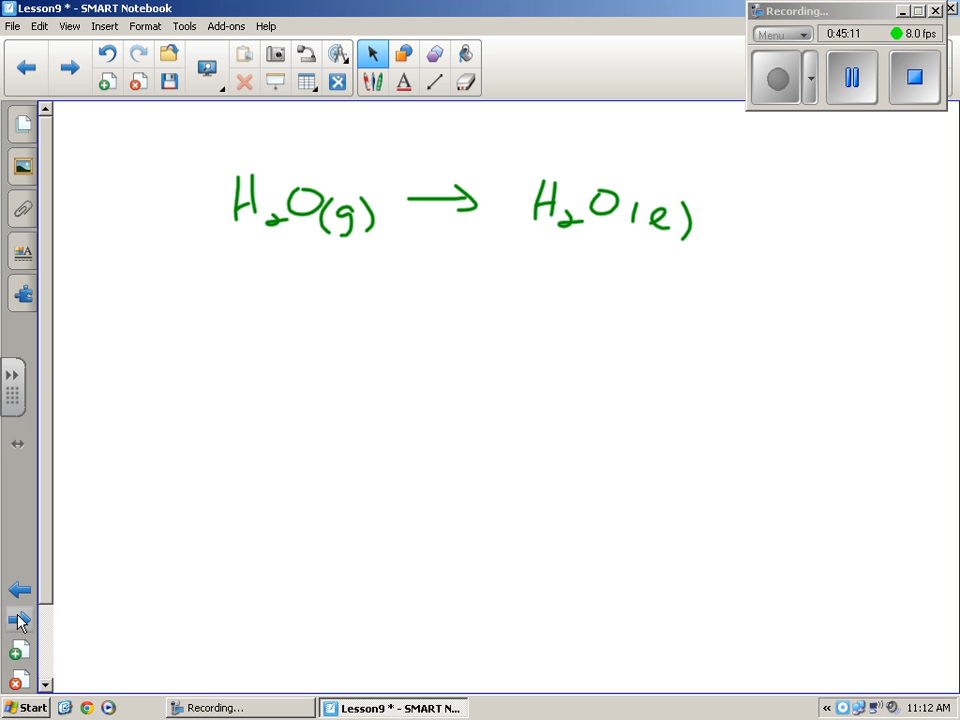 Lesson9 * - SMART Notebook
File Edit View Insert Format Tools Add-ons Help
Recording...
Menu 0:45:11 8.0 fps
H₂O(g) → H₂O(ℓ)
Start Recording... Lesson9 * - SMART N... « 11:12 AM